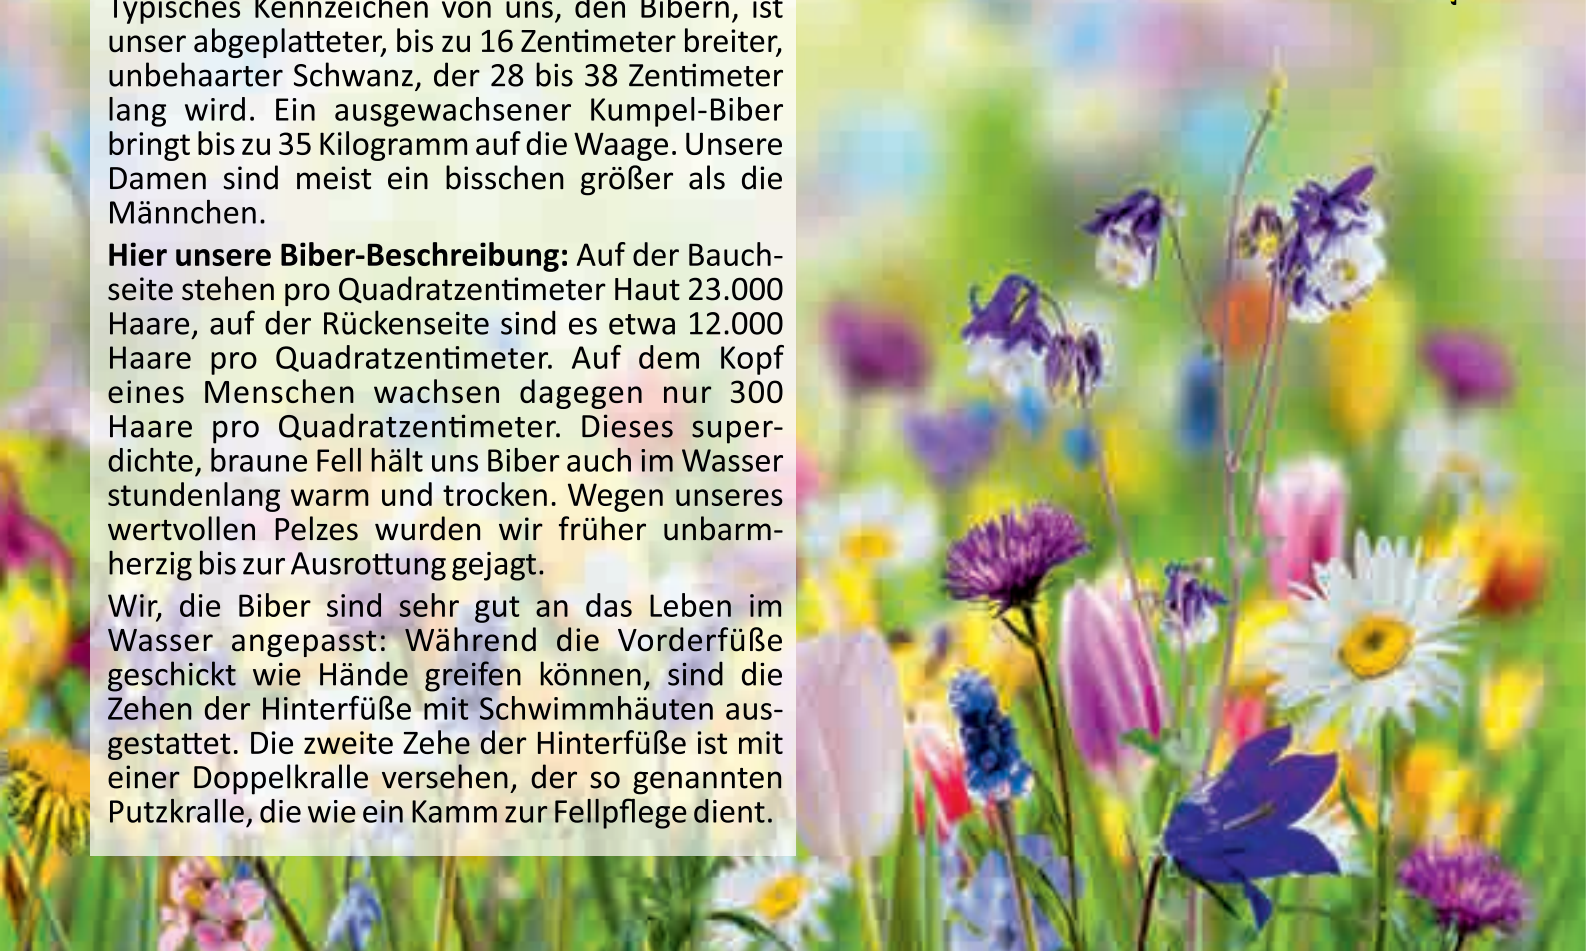 Typisches Kennzeichen von uns, den Bibern, ist
unser abgeplatteter, bis zu 16 Zentimeter breiter,
unbehaarter Schwanz, der 28 bis 38 Zentimeter
lang wird. Ein ausgewachsener Kumpel-Biber
bringt bis zu 35 Kilogramm auf die Waage. Unsere
Damen sind meist ein bisschen größer als die
Männchen.
Hier unsere Biber-Beschreibung: Auf der Bauch-
seite stehen pro Quadratzentimeter Haut 23.000
Haare, auf der Rückenseite sind es etwa 12.000
Haare pro Quadratzentimeter. Auf dem Kopf
eines Menschen wachsen dagegen nur 300
Haare pro Quadratzentimeter. Dieses super-
dichte, braune Fell hält uns Biber auch im Wasser
stundenlang warm und trocken. Wegen unseres
wertvollen Pelzes wurden wir früher unbarm-
herzig bis zur Ausrottung gejagt.
Wir, die Biber sind sehr gut an das Leben im
Wasser angepasst: Während die Vorderfüße
geschickt wie Hände greifen können, sind die
Zehen der Hinterfüße mit Schwimmhäuten aus-
gestattet. Die zweite Zehe der Hinterfüße ist mit
einer Doppelkralle versehen, der so genannten
Putzkralle, die wie ein Kamm zur Fellpflege dient.